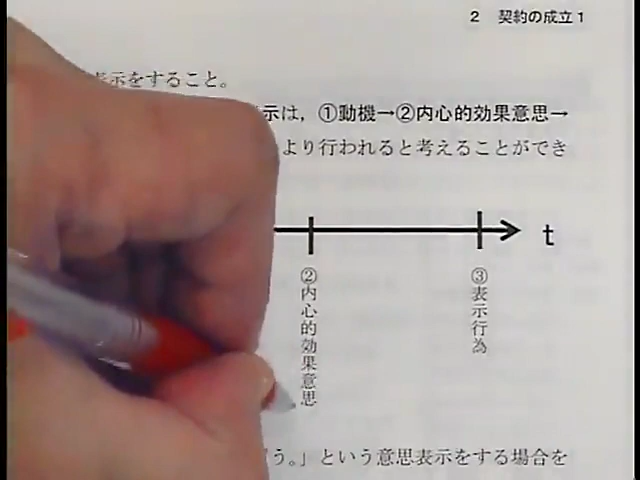 2 契約の成立1
表示をすること。
示は，①動機→②内心的効果意思→
より行われると考えることができ
t
②内心的効果意思
③表示行為
う。」という意思表示をする場合を